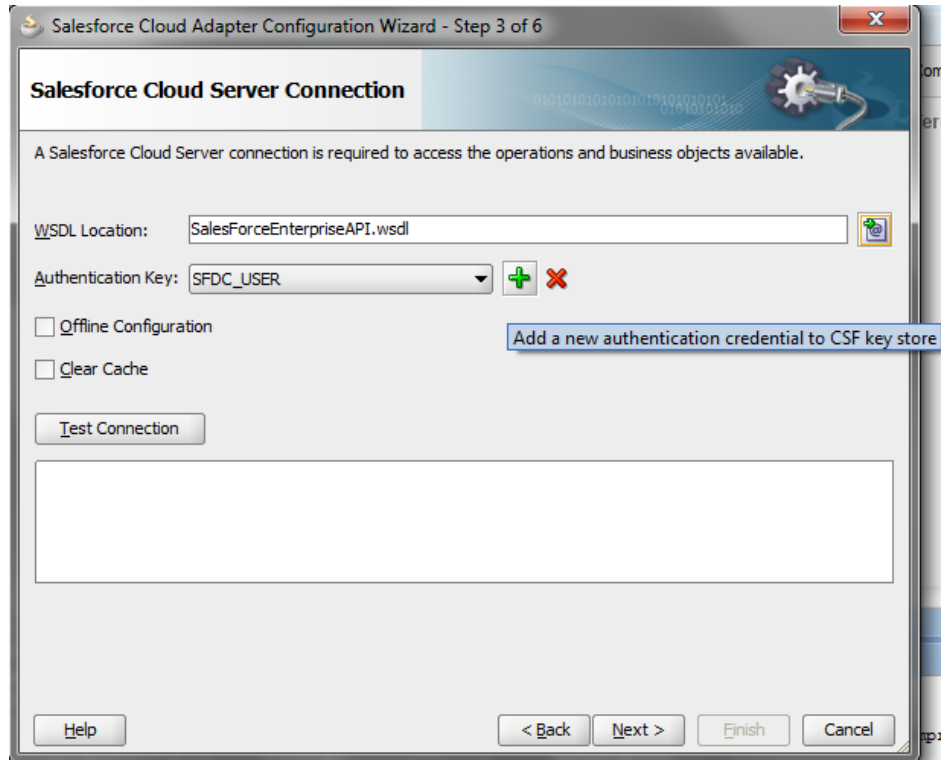 Salesforce Cloud Adapter Configuration Wizard - Step 3 of 6
Salesforce Cloud Server Connection
A Salesforce Cloud Server connection is required to access the operations and business objects available.
WSDL Location: SalesForceEnterpriseAPI.wsdl
Authentication Key: SFDC_USER
Offline Configuration
Add a new authentication credential to CSF key store
Clear Cache
Test Connection
Help < Back Next > Finish Cancel